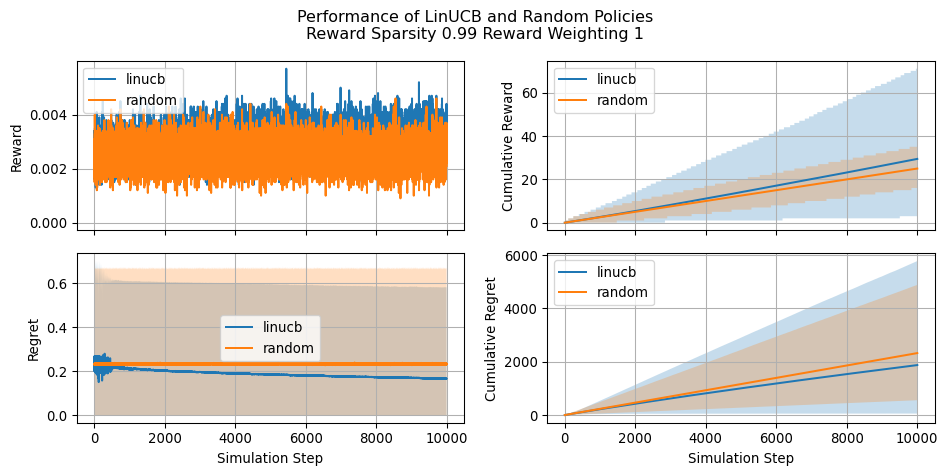 Performance of LinUCB and Random Policies
Reward Sparsity 0.99 Reward Weighting 1
linucb
random
0.004
0.002
0.000
Reward
linucb
random
60
40
20
0
Cumulative Reward
linucb
random
0.6
0.4
0.2
0.0
Regret
0 2000 4000 6000 8000 10000
Simulation Step
linucb
random
6000
4000
2000
0
Cumulative Regret
0 2000 4000 6000 8000 10000
Simulation Step